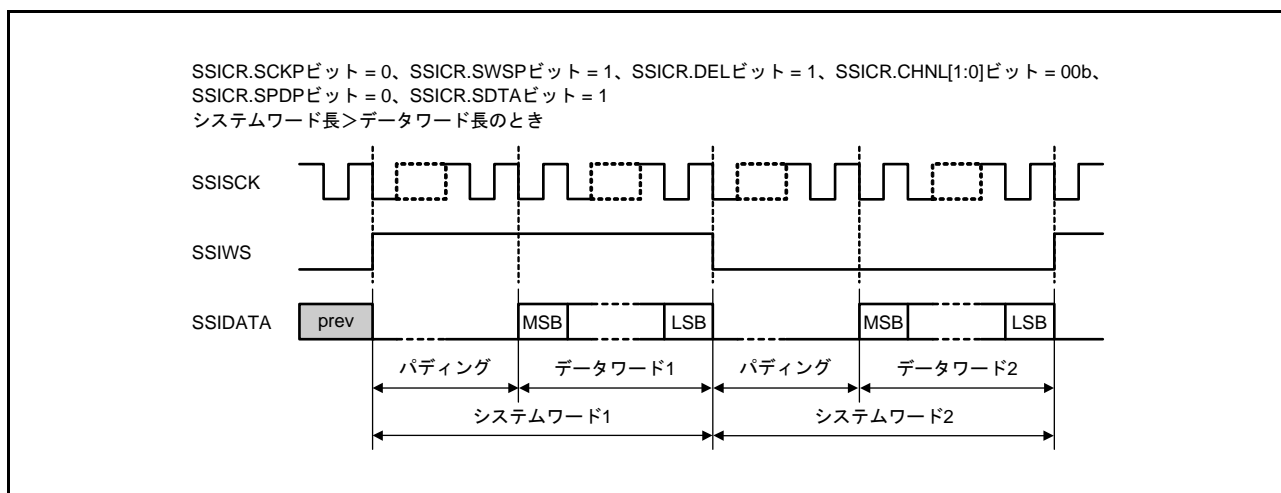 SSICR.SCKPビット = 0、SSICR.SWSPビット = 1、SSICR.DELビット = 1、SSICR.CHNL[1:0]ビット = 00b、
SSICR.SPDPビット = 0、SSICR.SDTAビット = 1
システムワード長＞データワード長のとき
SSISCK
SSIWS
SSIDATA prev MSB LSB MSB LSB
パディング データワード1 パディング データワード2
システムワード1 システムワード2